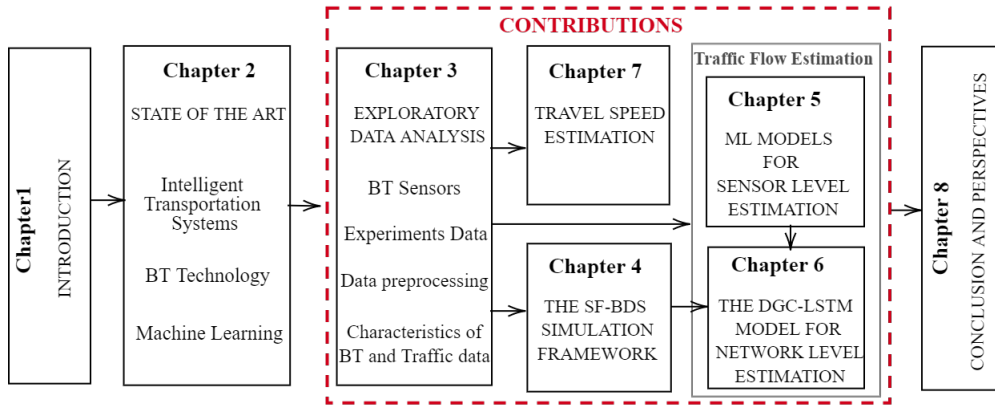 Chapter1
INTRODUCTION
Chapter 2
STATE OF THE ART
Intelligent
Transportation
Systems
BT Technology
Machine Learning
CONTRIBUTIONS
Chapter 3
EXPLORATORY
DATA ANALYSIS
BT Sensors
Experiments Data
Data preprocessing
Characteristics of
BT and Traffic data
Chapter 7
TRAVEL SPEED
ESTIMATION
Chapter 4
THE SF-BDS
SIMULATION
FRAMEWORK
Traffic Flow Estimation
Chapter 5
ML MODELS
FOR
SENSOR LEVEL
ESTIMATION
Chapter 6
THE DGC-LSTM
MODEL FOR
NETWORK LEVEL
ESTIMATION
Chapter 8
CONCLUSION AND PERSPECTIVES